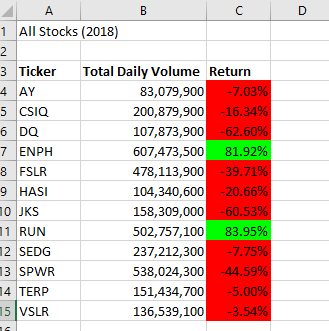 A B C D
1 All Stocks (2018)
2
3 Ticker Total Daily Volume Return
4 AY 83,079,900 -7.03%
5 CSIQ 200,879,900 -16.34%
6 DQ 107,873,900 -62.60%
7 ENPH 607,473,500 81.92%
8 FSLR 478,113,900 -39.71%
9 HASI 104,340,600 -20.66%
10 JKS 158,309,000 -60.53%
11 RUN 502,757,100 83.95%
12 SEDG 237,212,300 -7.75%
13 SPWR 538,024,300 -44.59%
14 TERP 151,434,700 -5.00%
15 VSLR 136,539,100 -3.54%